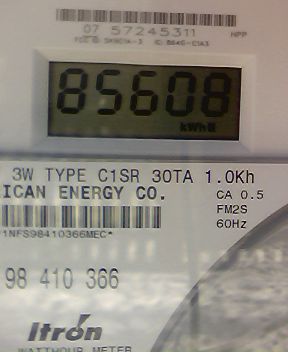 07 57245311 HPP
85608
kWh
3W TYPE C1SR 30TA 1.0Kh
ICAN ENERGY CO. CA 0.5
FM2S
60Hz
1NFS98410366MEC*
98 410 366
Itron
WATTHOUR METER